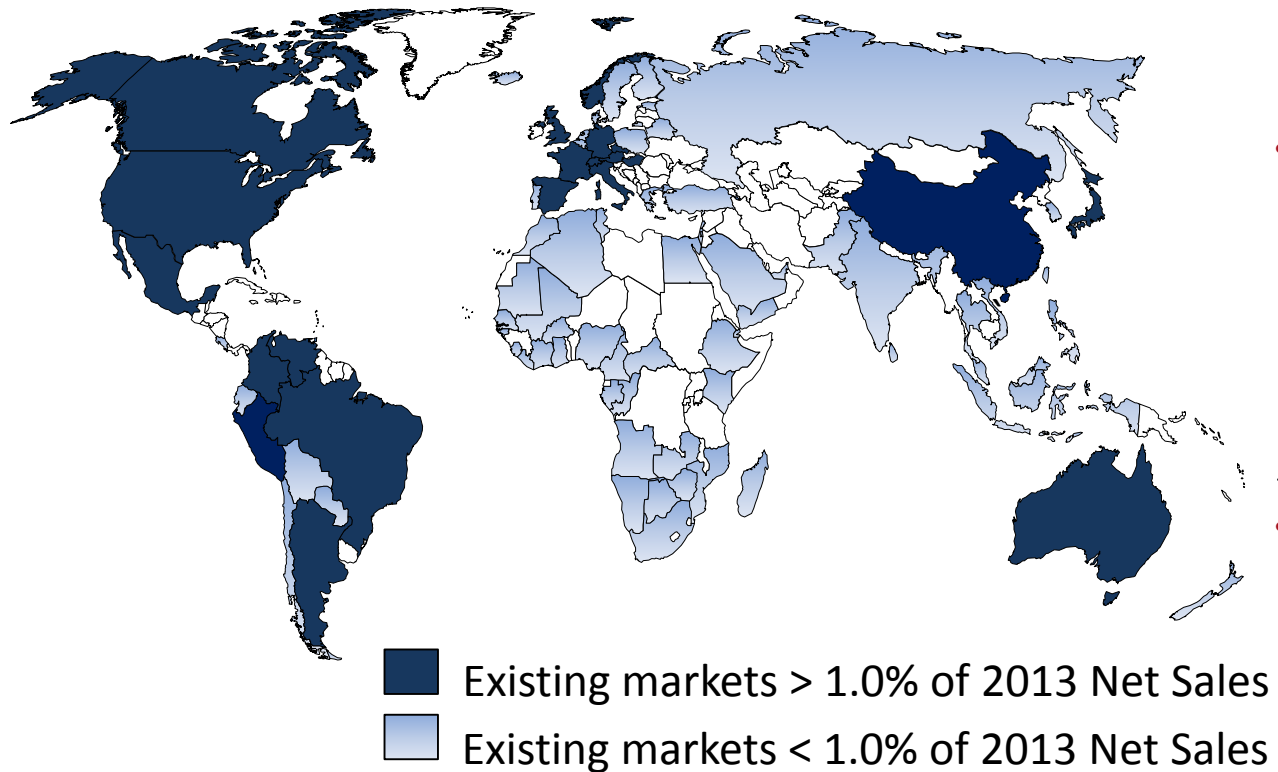 Existing markets > 1.0% of 2013 Net Sales
Existing markets < 1.0% of 2013 Net Sales